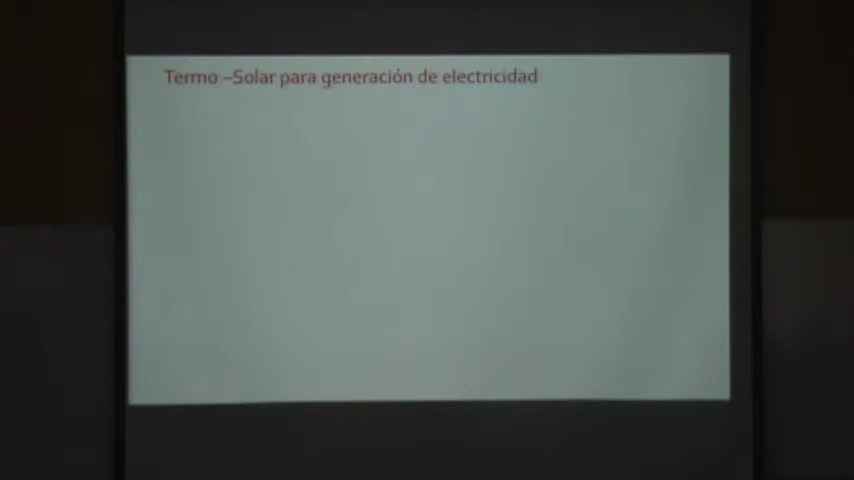 Termo –Solar para generación de electricidad